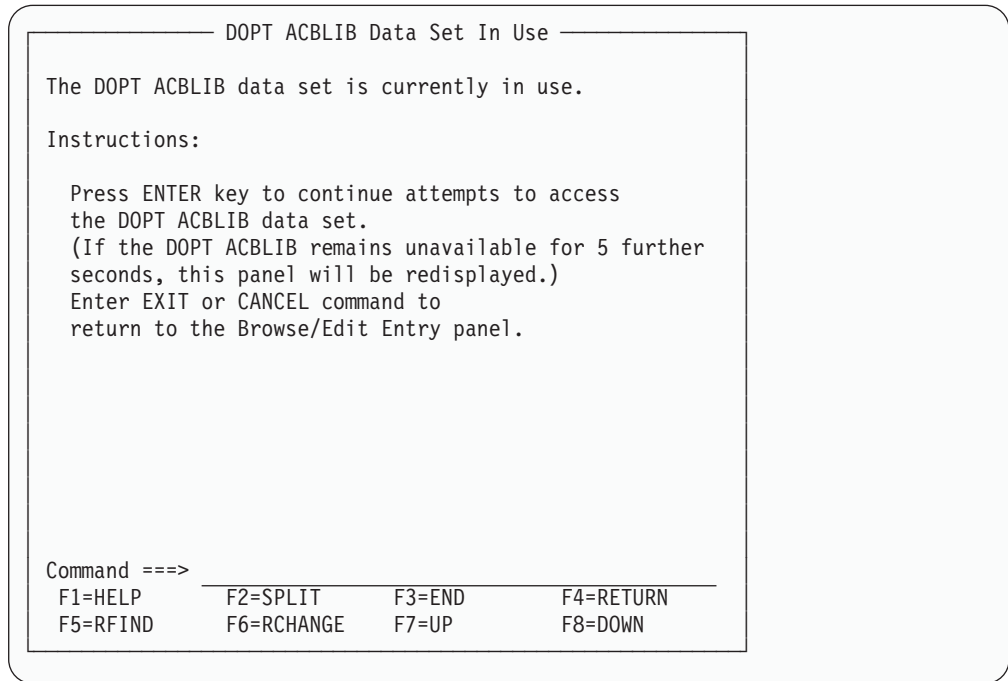 DOPT ACBLIB Data Set In Use
The DOPT ACBLIB data set is currently in use.
Instructions:
Press ENTER key to continue attempts to access
the DOPT ACBLIB data set.
(If the DOPT ACBLIB remains unavailable for 5 further
seconds, this panel will be redisplayed.)
Enter EXIT or CANCEL command to
return to the Browse/Edit Entry panel.
Command ===>
F1=HELP F2=SPLIT F3=END F4=RETURN
F5=RFIND F6=RCHANGE F7=UP F8=DOWN